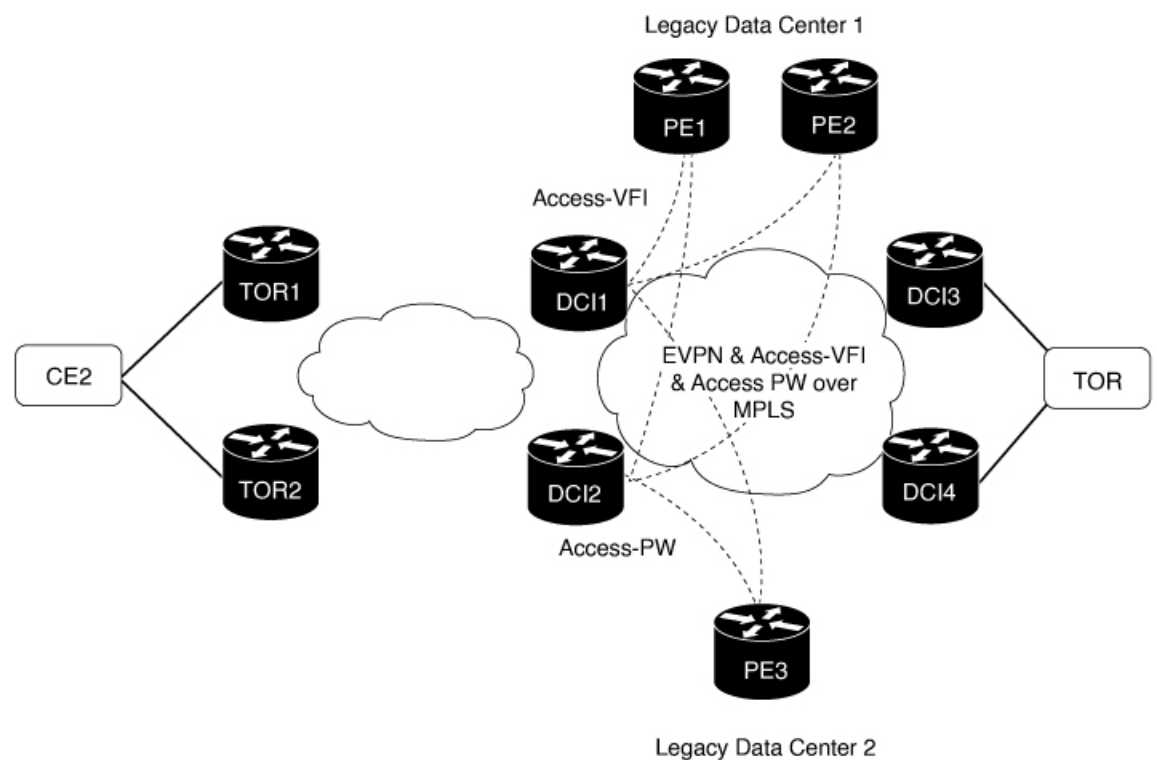 Legacy Data Center 1
PE1
PE2
Access-VFI
TOR1
DCI1
DCI3
EVPN & Access-VFI
& Access PW over
MPLS
CE2
TOR
TOR2
DCI2
DCI4
Access-PW
PE3
Legacy Data Center 2